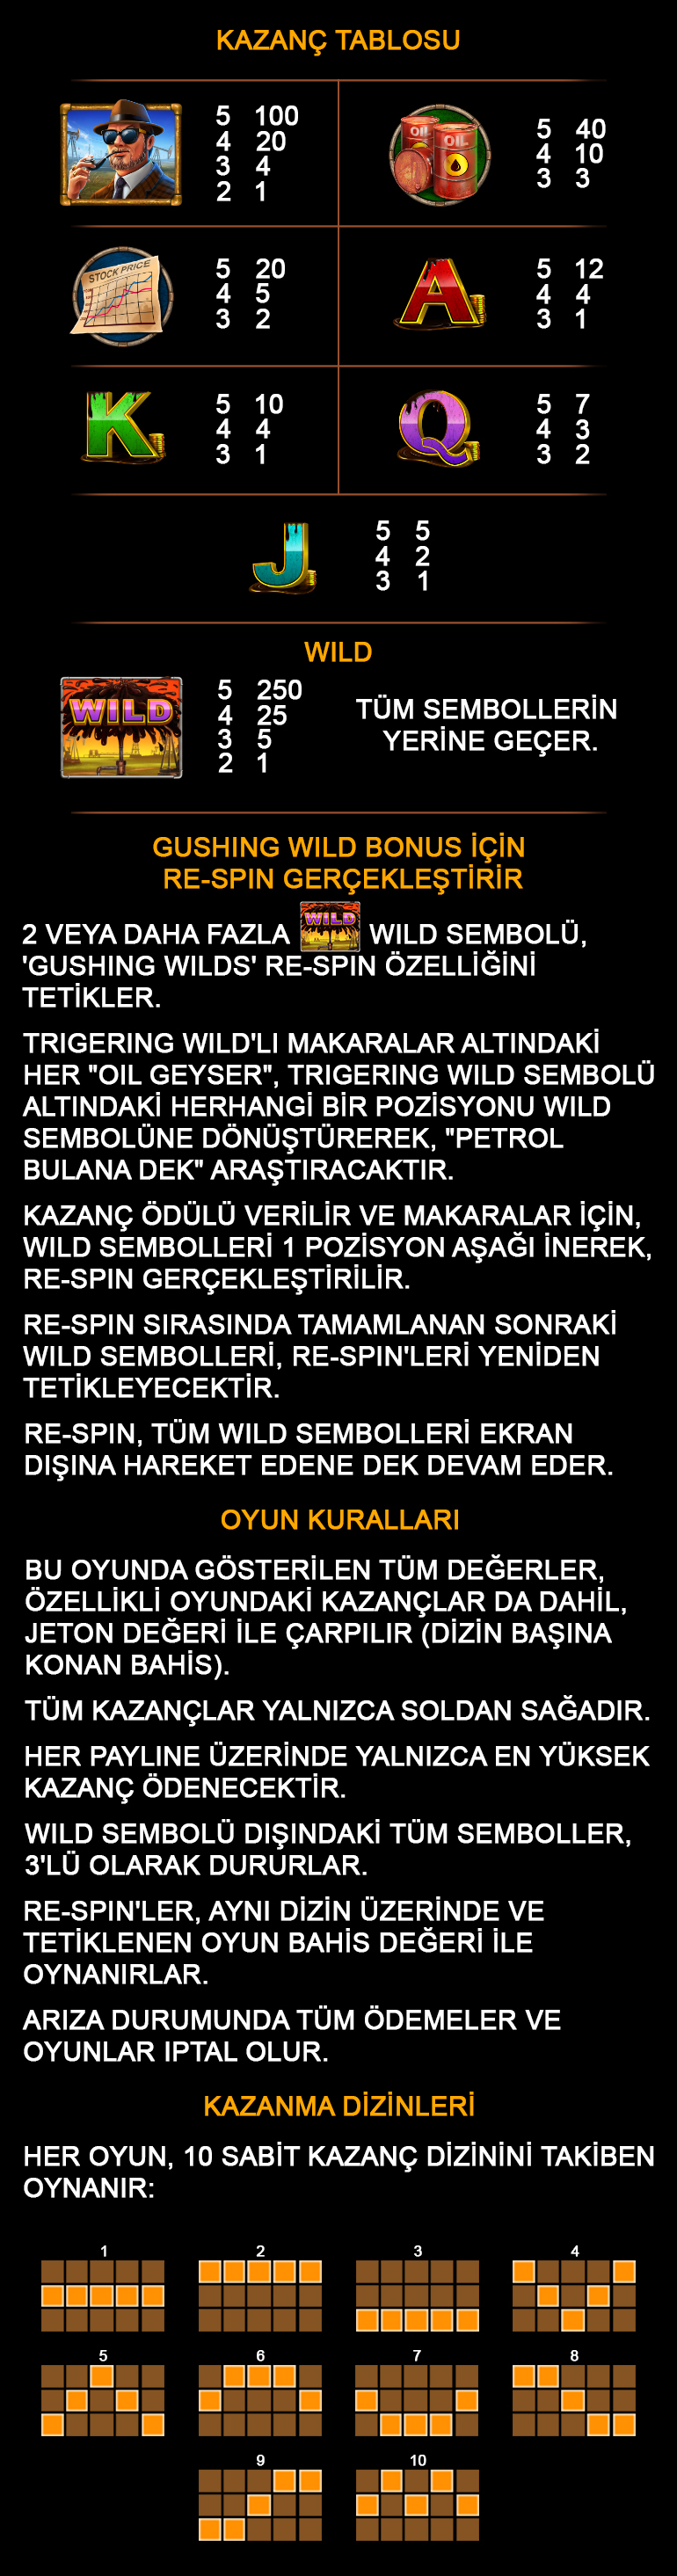 KAZANÇ TABLOSU
5 100
4 20
3 4
2 1
OIL
OIL
5 40
4 10
3 3
STOCK PRICE
5 20
4 5
3 2
A
5 12
4 4
3 1
K
5 10
4 4
3 1
Q
5 7
4 3
3 2
J
5 5
4 2
3 1
WILD
WILD
5 250
4 25
3 5
2 1
TÜM SEMBOLLERİN
YERİNE GEÇER.
GUSHING WILD BONUS İÇİN
RE-SPIN GERÇEKLEŞTİRİR
2 VEYA DAHA FAZLA WILD WILD SEMBOLÜ,
'GUSHING WILDS' RE-SPIN ÖZELLİĞİNİ
TETİKLER.
TRIGERING WILD'LI MAKARALAR ALTINDAKİ
HER "OIL GEYSER", TRIGERING WILD SEMBOLÜ
ALTINDAKİ HERHANGİ BİR POZİSYONU WILD
SEMBOLÜNE DÖNÜŞTÜREREK, "PETROL
BULANA DEK" ARAŞTIRACAKTIR.
KAZANÇ ÖDÜLÜ VERİLİR VE MAKARALAR İÇİN,
WILD SEMBOLLERİ 1 POZİSYON AŞAĞI İNEREK,
RE-SPIN GERÇEKLEŞTİRİLİR.
RE-SPIN SIRASINDA TAMAMLANAN SONRAKİ
WILD SEMBOLLERİ, RE-SPIN'LERİ YENİDEN
TETİKLEYECEKTİR.
RE-SPIN, TÜM WILD SEMBOLLERİ EKRAN
DIŞINA HAREKET EDENE DEK DEVAM EDER.
OYUN KURALLARI
BU OYUNDA GÖSTERİLEN TÜM DEĞERLER,
ÖZELLİKLİ OYUNDAKİ KAZANÇLAR DA DAHİL,
JETON DEĞERİ İLE ÇARPILIR (DİZİN BAŞINA
KONAN BAHİS).
TÜM KAZANÇLAR YALNIZCA SOLDAN SAĞADIR.
HER PAYLINE ÜZERİNDE YALNIZCA EN YÜKSEK
KAZANÇ ÖDENECEKTİR.
WILD SEMBOLÜ DIŞINDAKİ TÜM SEMBOLLER,
3'LÜ OLARAK DURURLAR.
RE-SPIN'LER, AYNI DİZİN ÜZERİNDE VE
TETİKLENEN OYUN BAHİS DEĞERİ İLE
OYNANIRLAR.
ARIZA DURUMUNDA TÜM ÖDEMELER VE
OYUNLAR IPTAL OLUR.
KAZANMA DİZİNLERİ
HER OYUN, 10 SABİT KAZANÇ DİZİNİNİ TAKİBEN
OYNANIR:
1 2 3 4
5 6 7 8
9 10